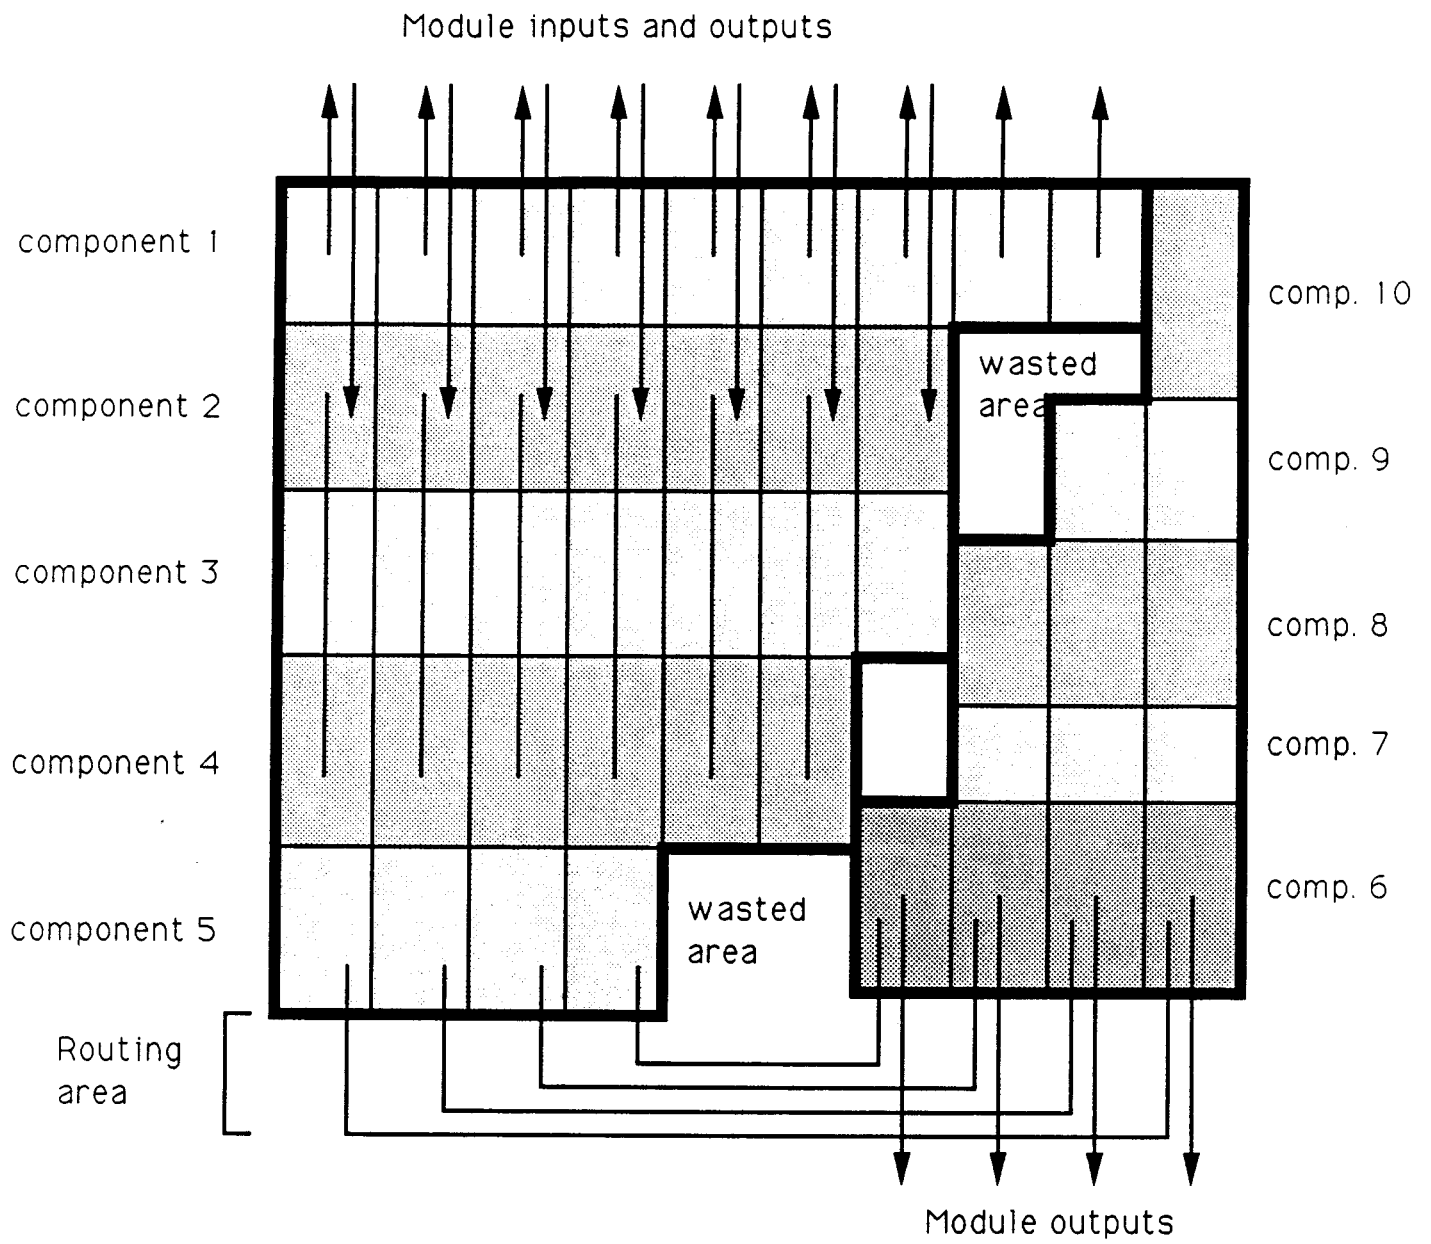 Module inputs and outputs
component 1
comp. 10
wasted
area
component 2
comp. 9
component 3
comp. 8
component 4
comp. 7
comp. 6
wasted
area
component 5
Routing
area
Module outputs